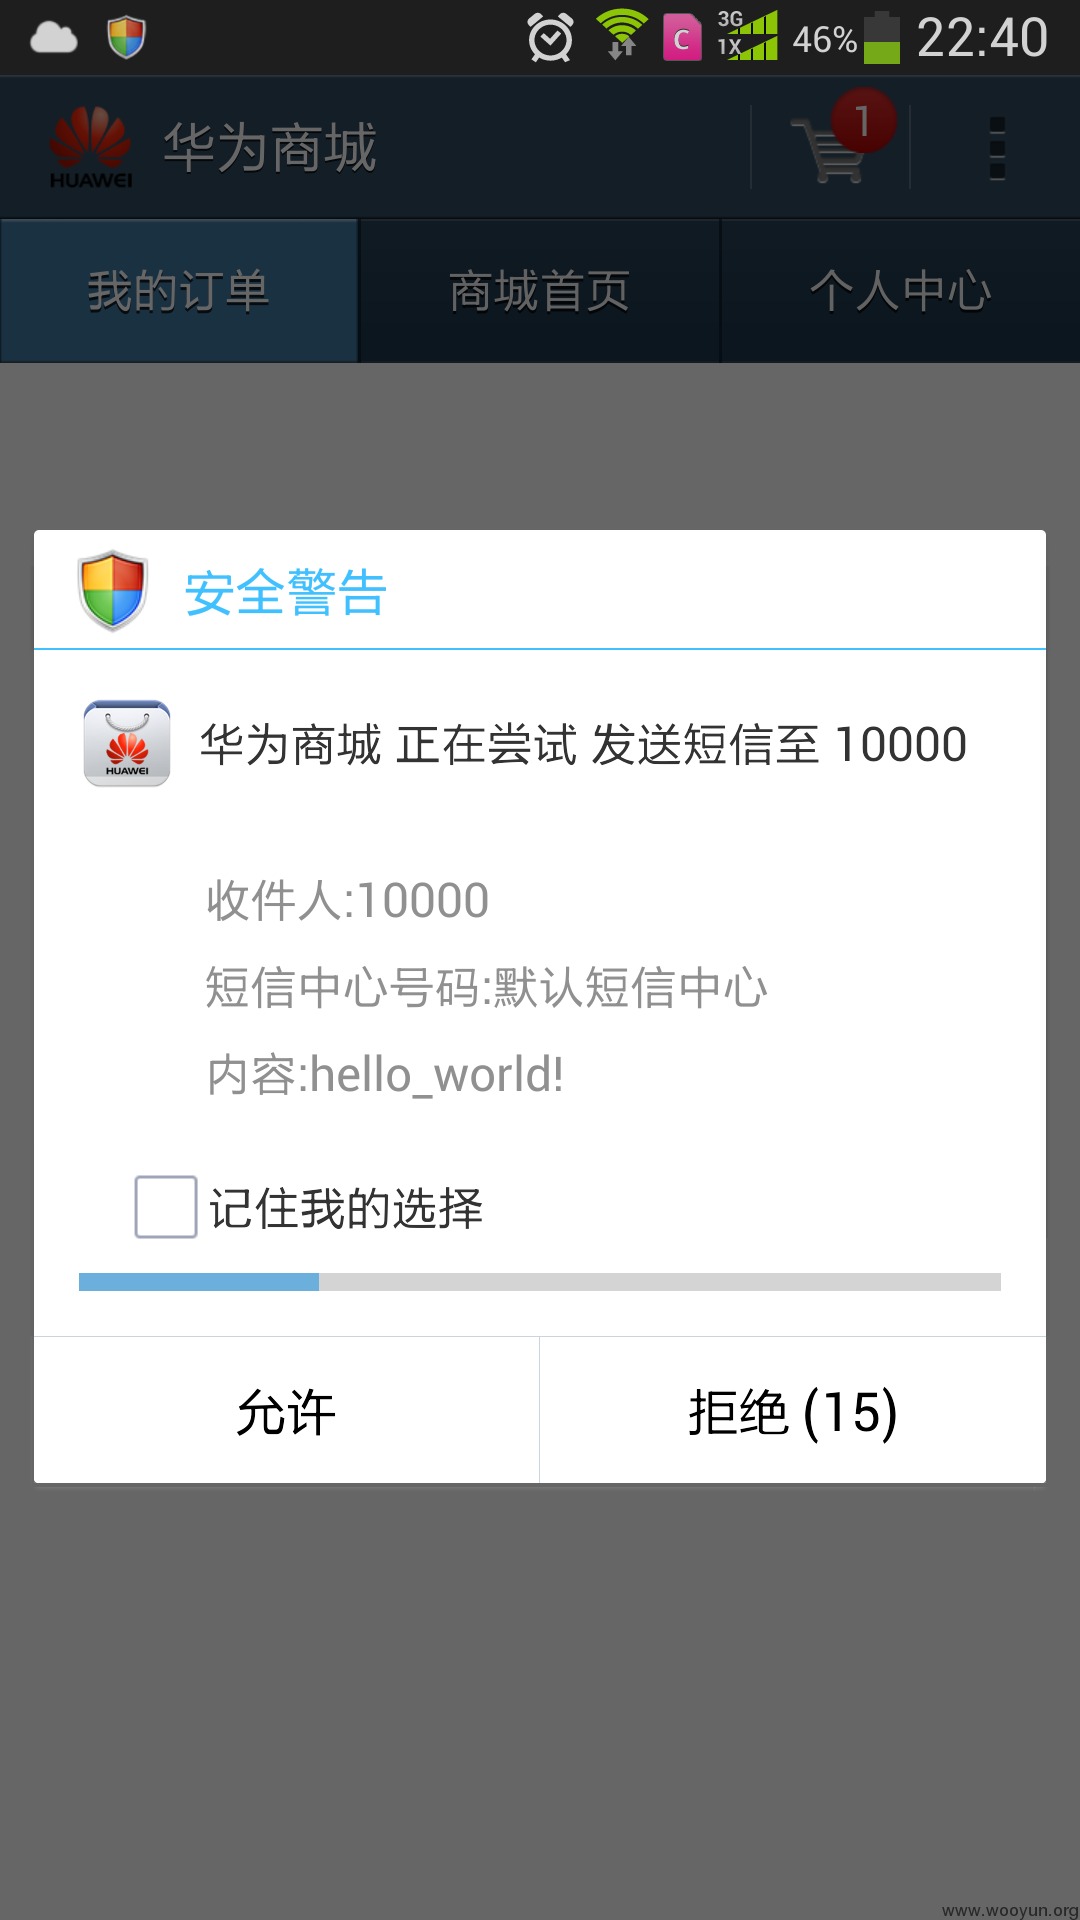 3G
1X
C
46%
22:40
HUAWEI
华为商城
1
我的订单
商城首页
个人中心
安全警告
HUAWEI
华为商城 正在尝试 发送短信至 10000
收件人:10000
短信中心号码:默认短信中心
内容:hello_world!
记住我的选择
允许
拒绝 (15)
www.wooyun.org